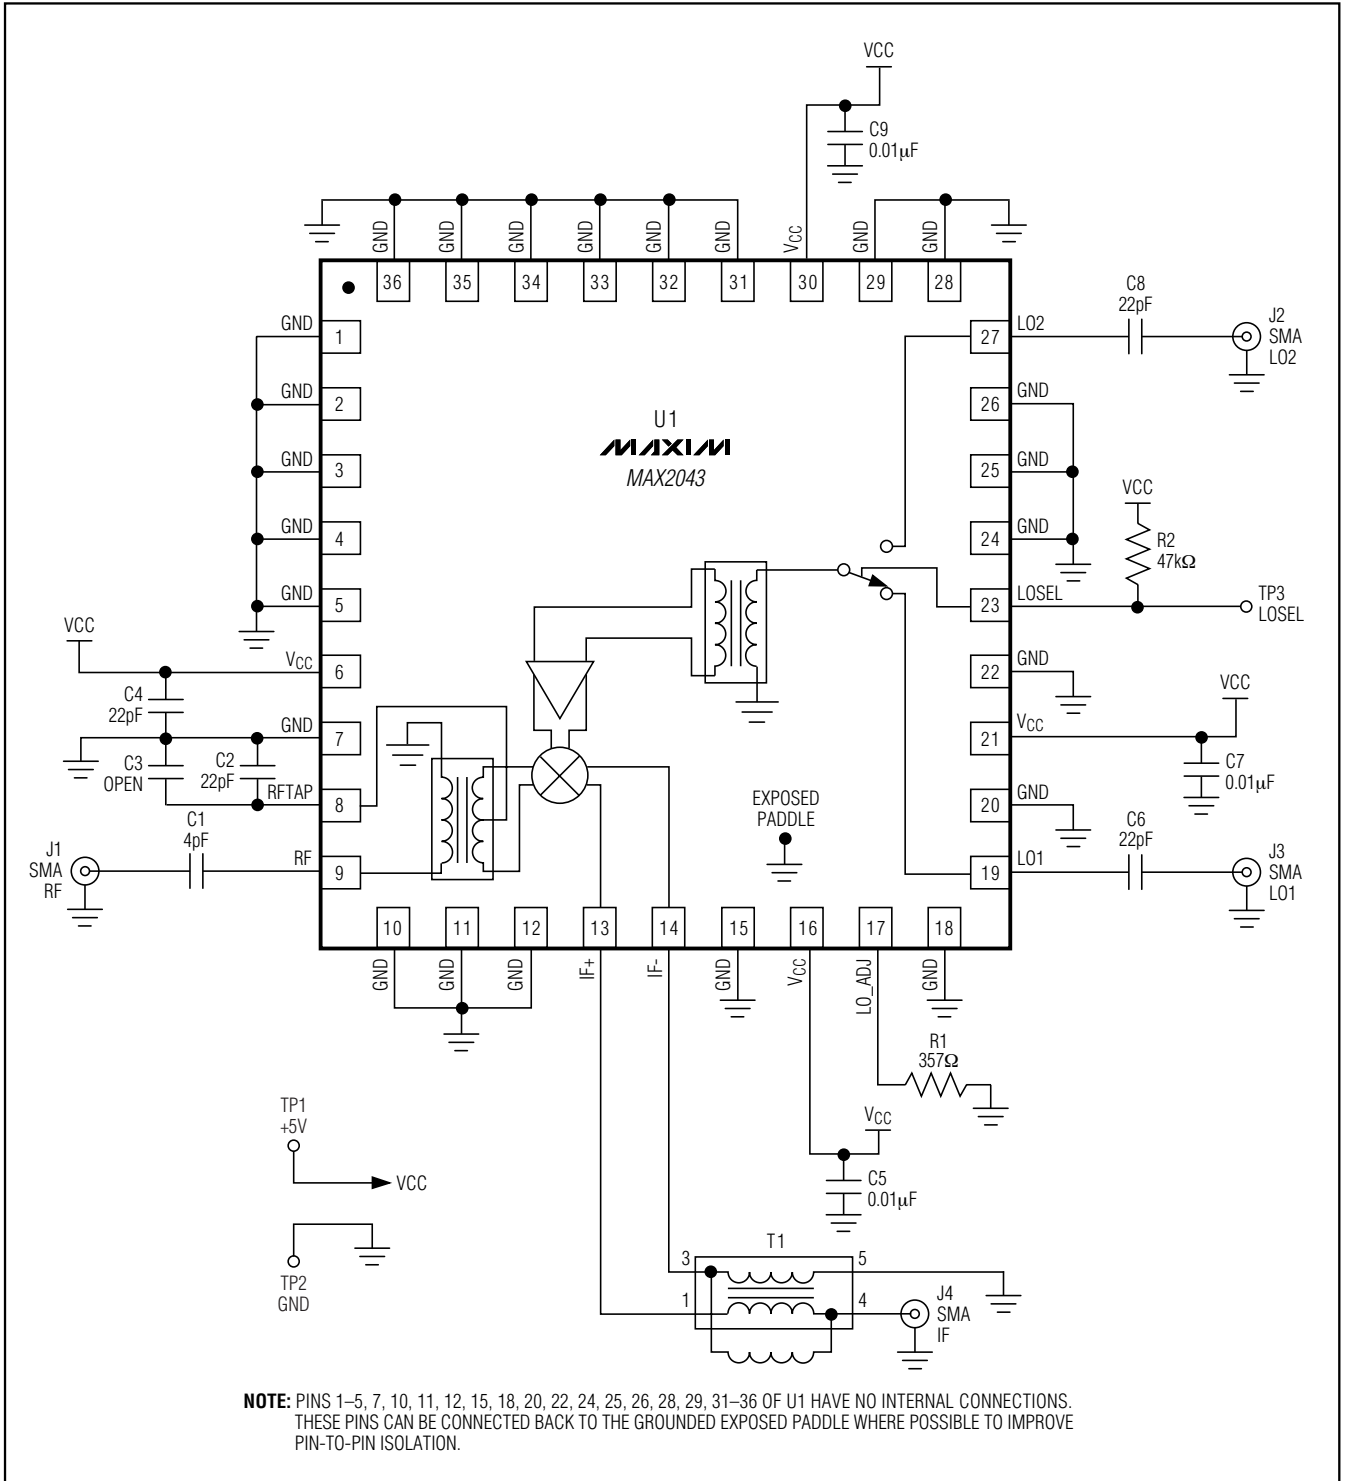 VCC
C9
0.01µF
GND
GND
GND
GND
GND
GND
VCC
GND
GND
36
35
34
33
32
31
30
29
28
C8
22pF
J2
SMA
LO2
GND
1
27
LO2
GND
2
26
GND
U1
MAXIM
MAX2043
GND
3
25
GND
VCC
GND
4
24
GND
R2
47kΩ
GND
5
23
LOSEL
TP3
LOSEL
VCC
VCC
6
22
GND
VCC
C4
22pF
GND
7
21
VCC
C3
OPEN
C2
22pF
C7
0.01µF
RFTAP
8
EXPOSED
PADDLE
20
GND
C1
4pF
C6
22pF
J1
SMA
RF
RF
9
19
LO1
J3
SMA
LO1
10
11
12
13
14
15
16
17
18
GND
GND
GND
IF+
IF-
GND
VCC
LO_ADJ
GND
R1
357Ω
TP1
+5V
VCC
VCC
C5
0.01µF
TP2
GND
T1
3
5
1
4
J4
SMA
IF
NOTE: PINS 1–5, 7, 10, 11, 12, 15, 18, 20, 22, 24, 25, 26, 28, 29, 31–36 OF U1 HAVE NO INTERNAL CONNECTIONS.
THESE PINS CAN BE CONNECTED BACK TO THE GROUNDED EXPOSED PADDLE WHERE POSSIBLE TO IMPROVE
PIN-TO-PIN ISOLATION.